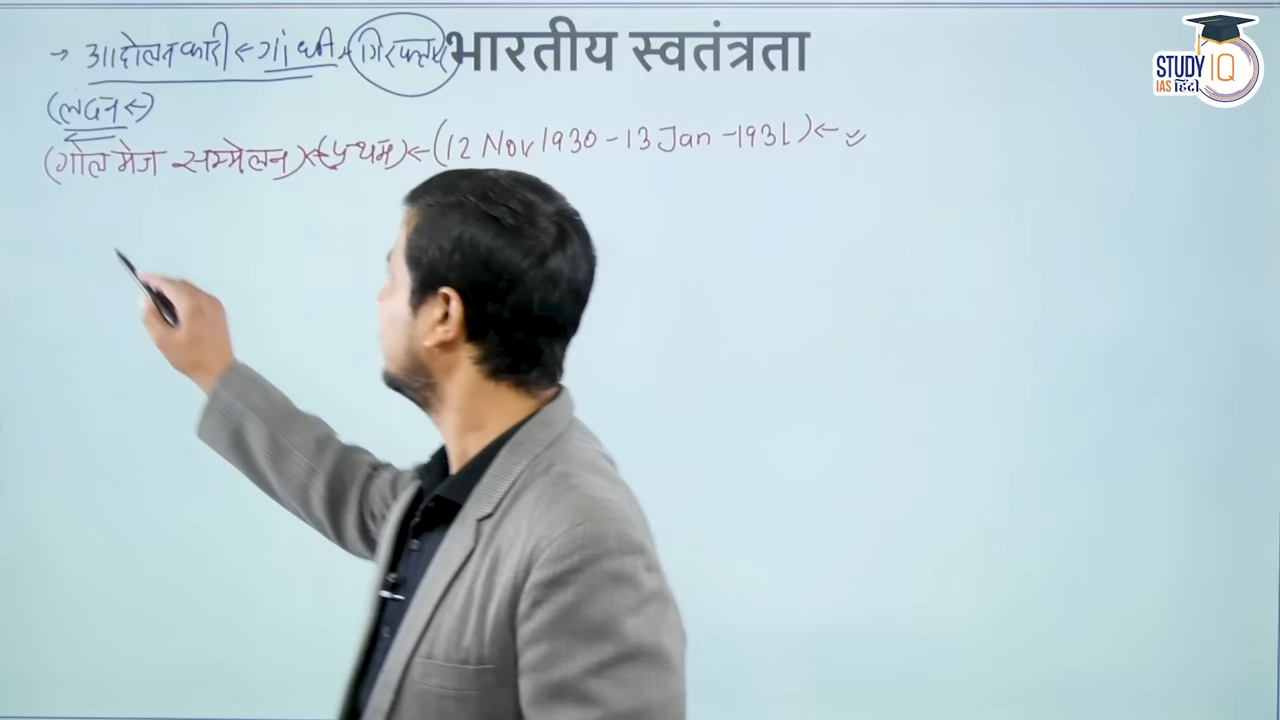 → आदोलनकारी ← गांधी → गिरफ्तार भारतीय स्वतंत्रता
(लंदन ←)
(गोलमेज सम्मेलन) ← (प्रथम) ← (12 Nov 1930 - 13 Jan - 1931) ←
STUDY IQ
IAS हिंदी